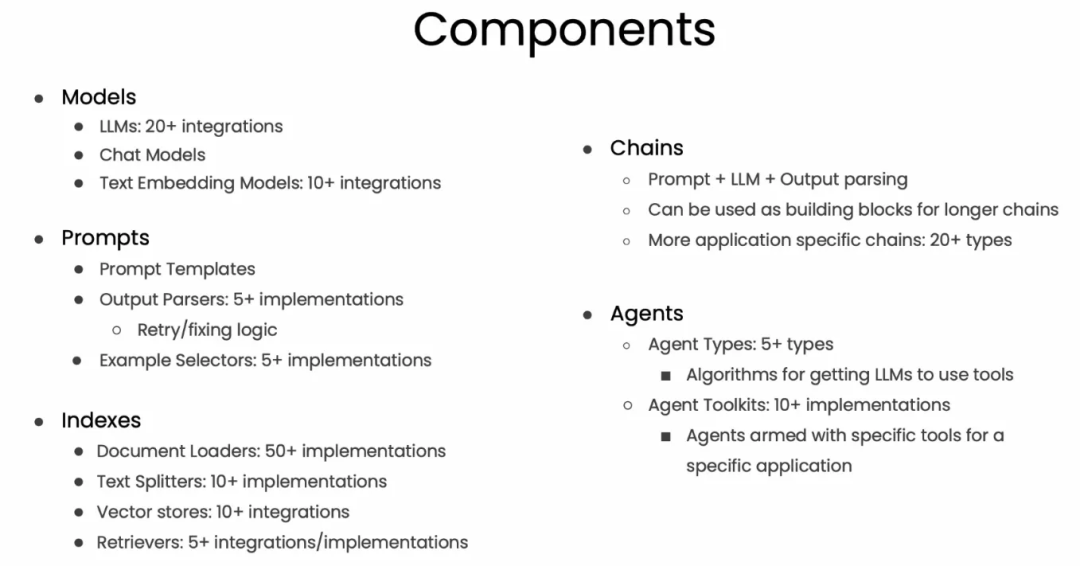 Components
Models
LLMs: 20+ integrations
Chat Models
Text Embedding Models: 10+ integrations
Prompts
Prompt Templates
Output Parsers: 5+ implementations
Retry/fixing logic
Example Selectors: 5+ implementations
Indexes
Document Loaders: 50+ implementations
Text Splitters: 10+ implementations
Vector stores: 10+ integrations
Retrievers: 5+ integrations/implementations
Chains
Prompt + LLM + Output parsing
Can be used as building blocks for longer chains
More application specific chains: 20+ types
Agents
Agent Types: 5+ types
Algorithms for getting LLMs to use tools
Agent Toolkits: 10+ implementations
Agents armed with specific tools for a
specific application